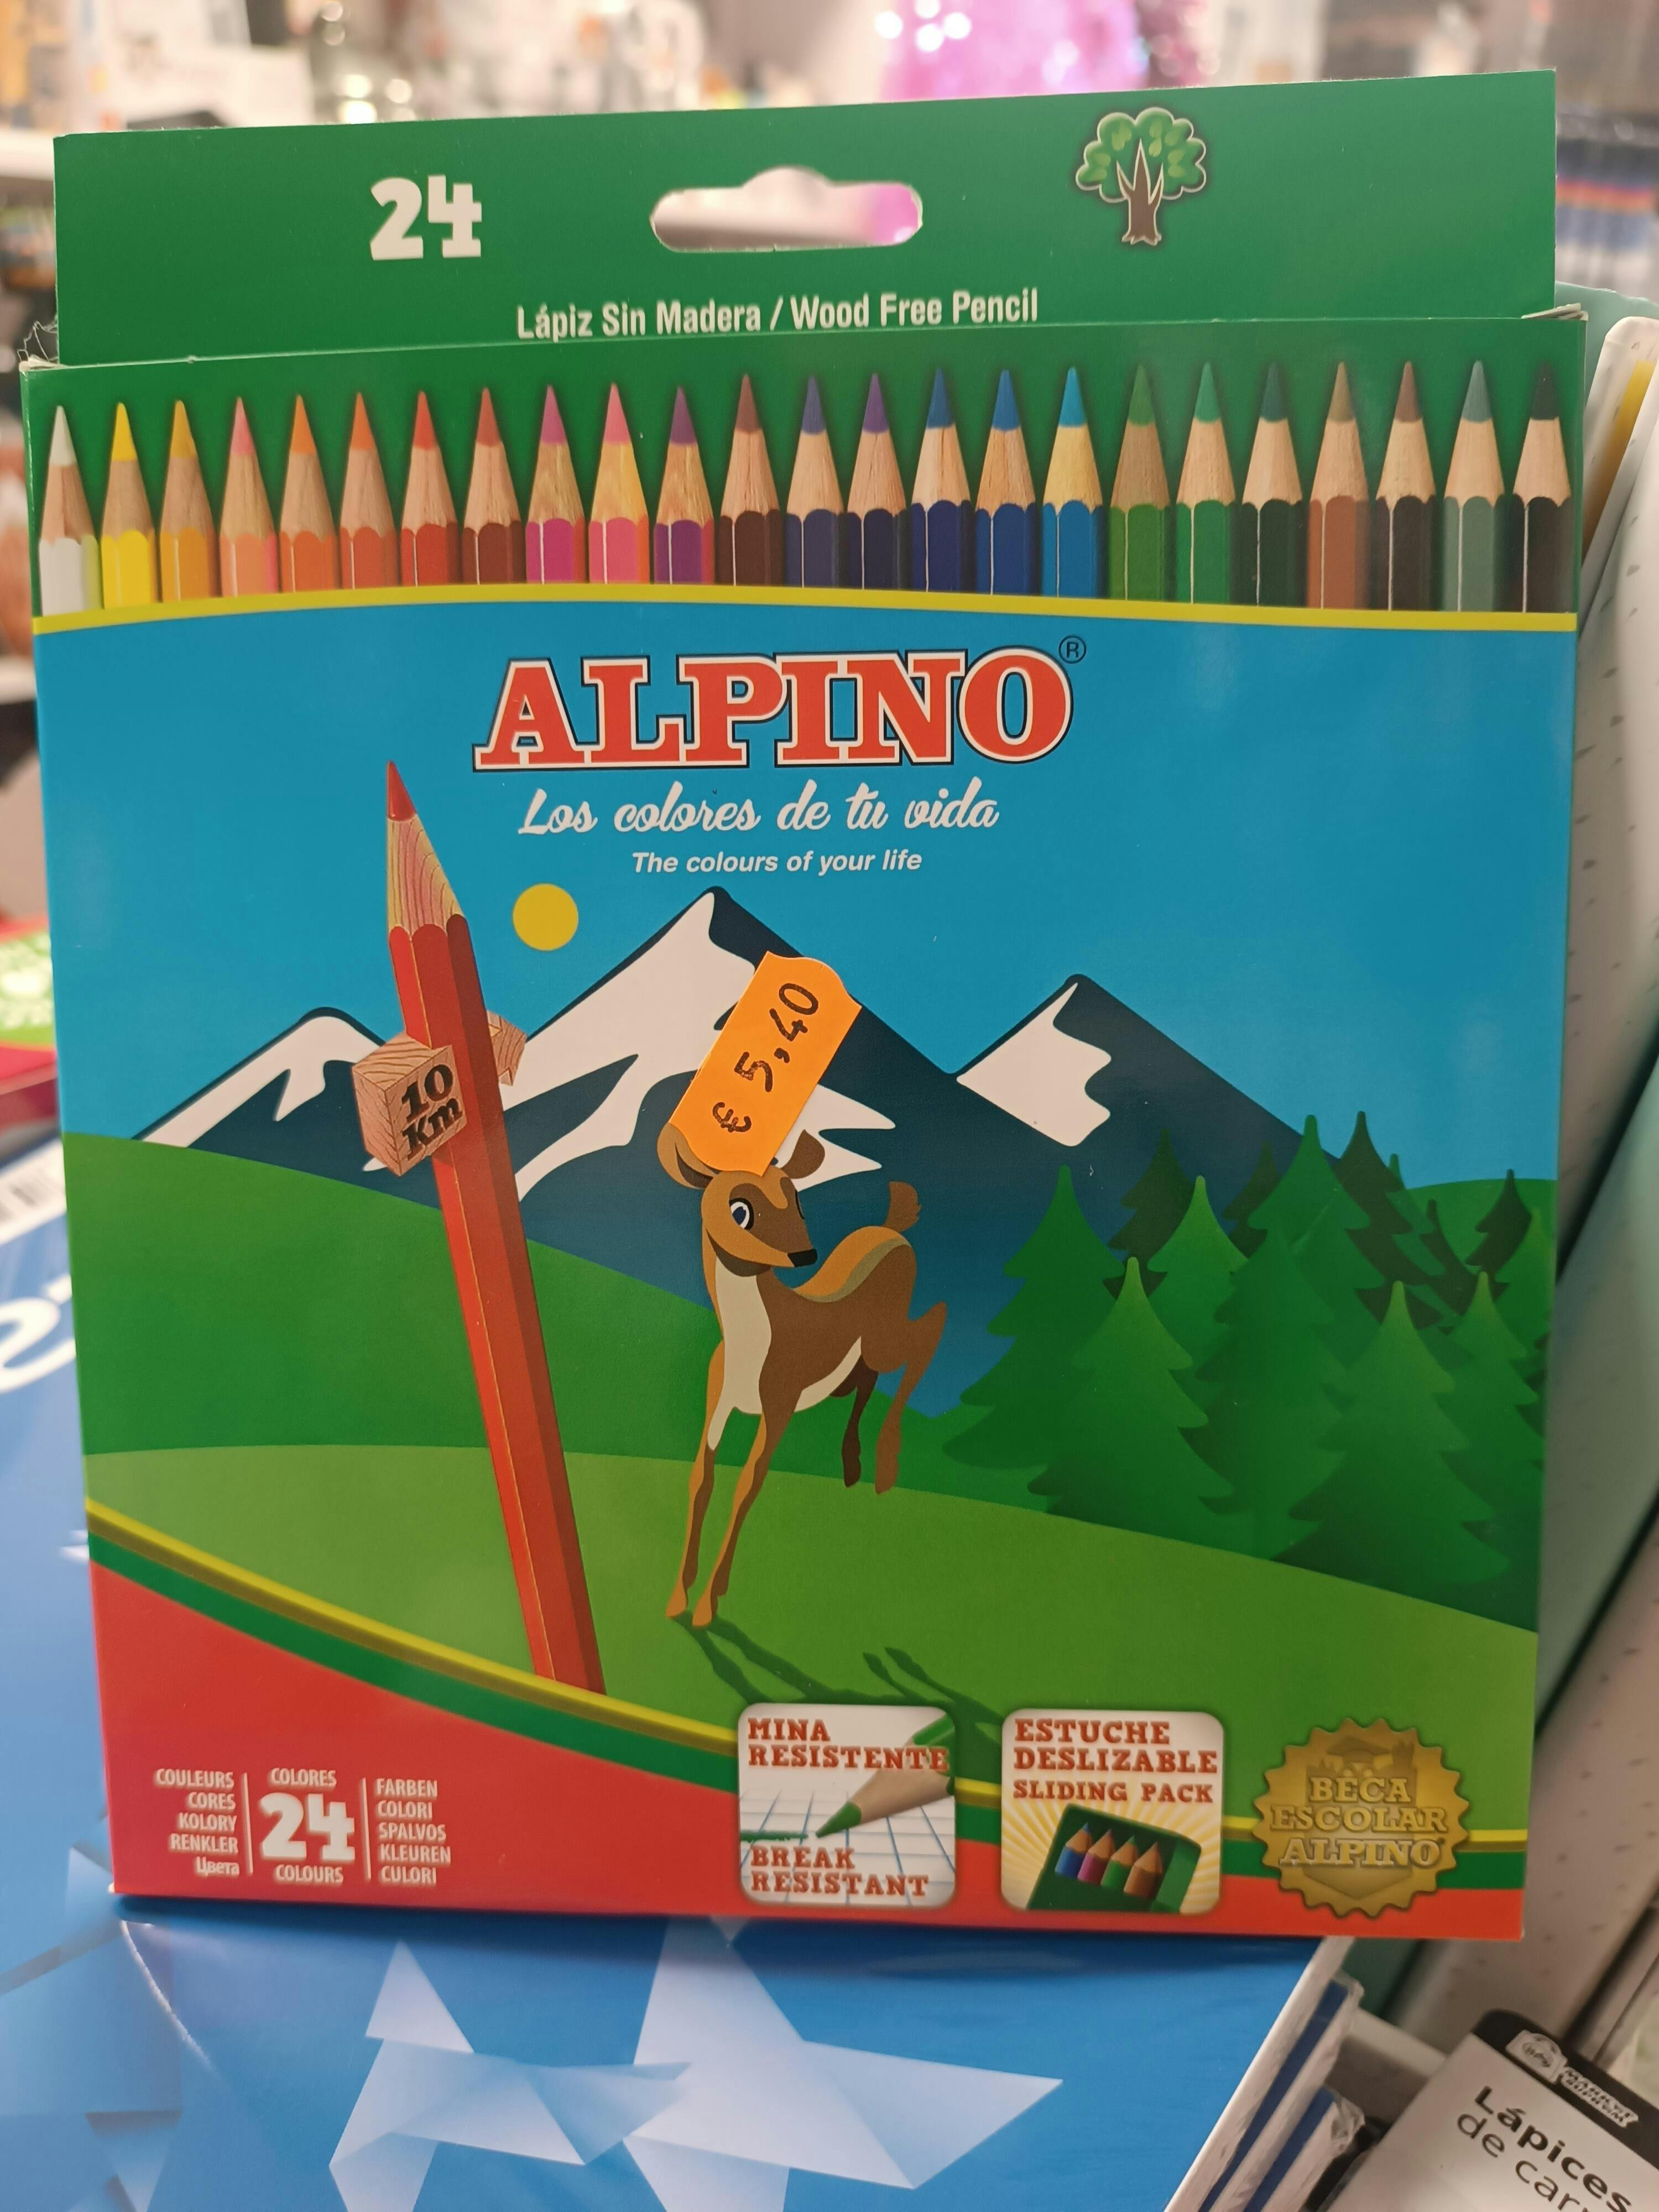 24
Lápiz Sin Madera / Wood Free Pencil
ALPINO®
Los colores de tu vida
The colours of your life
€ 5,40
10
Km
COULEURS
CORES
KOLORY
RENKLER
Цвета
COLORES
24
COLOURS
FARBEN
COLORI
SPALVOS
KLEUREN
CULORI
MINA
RESISTENTE
BREAK
RESISTANT
ESTUCHE
DESLIZABLE
SLIDING PACK
BECA
ESCOLAR
ALPINO
Lápices
de car